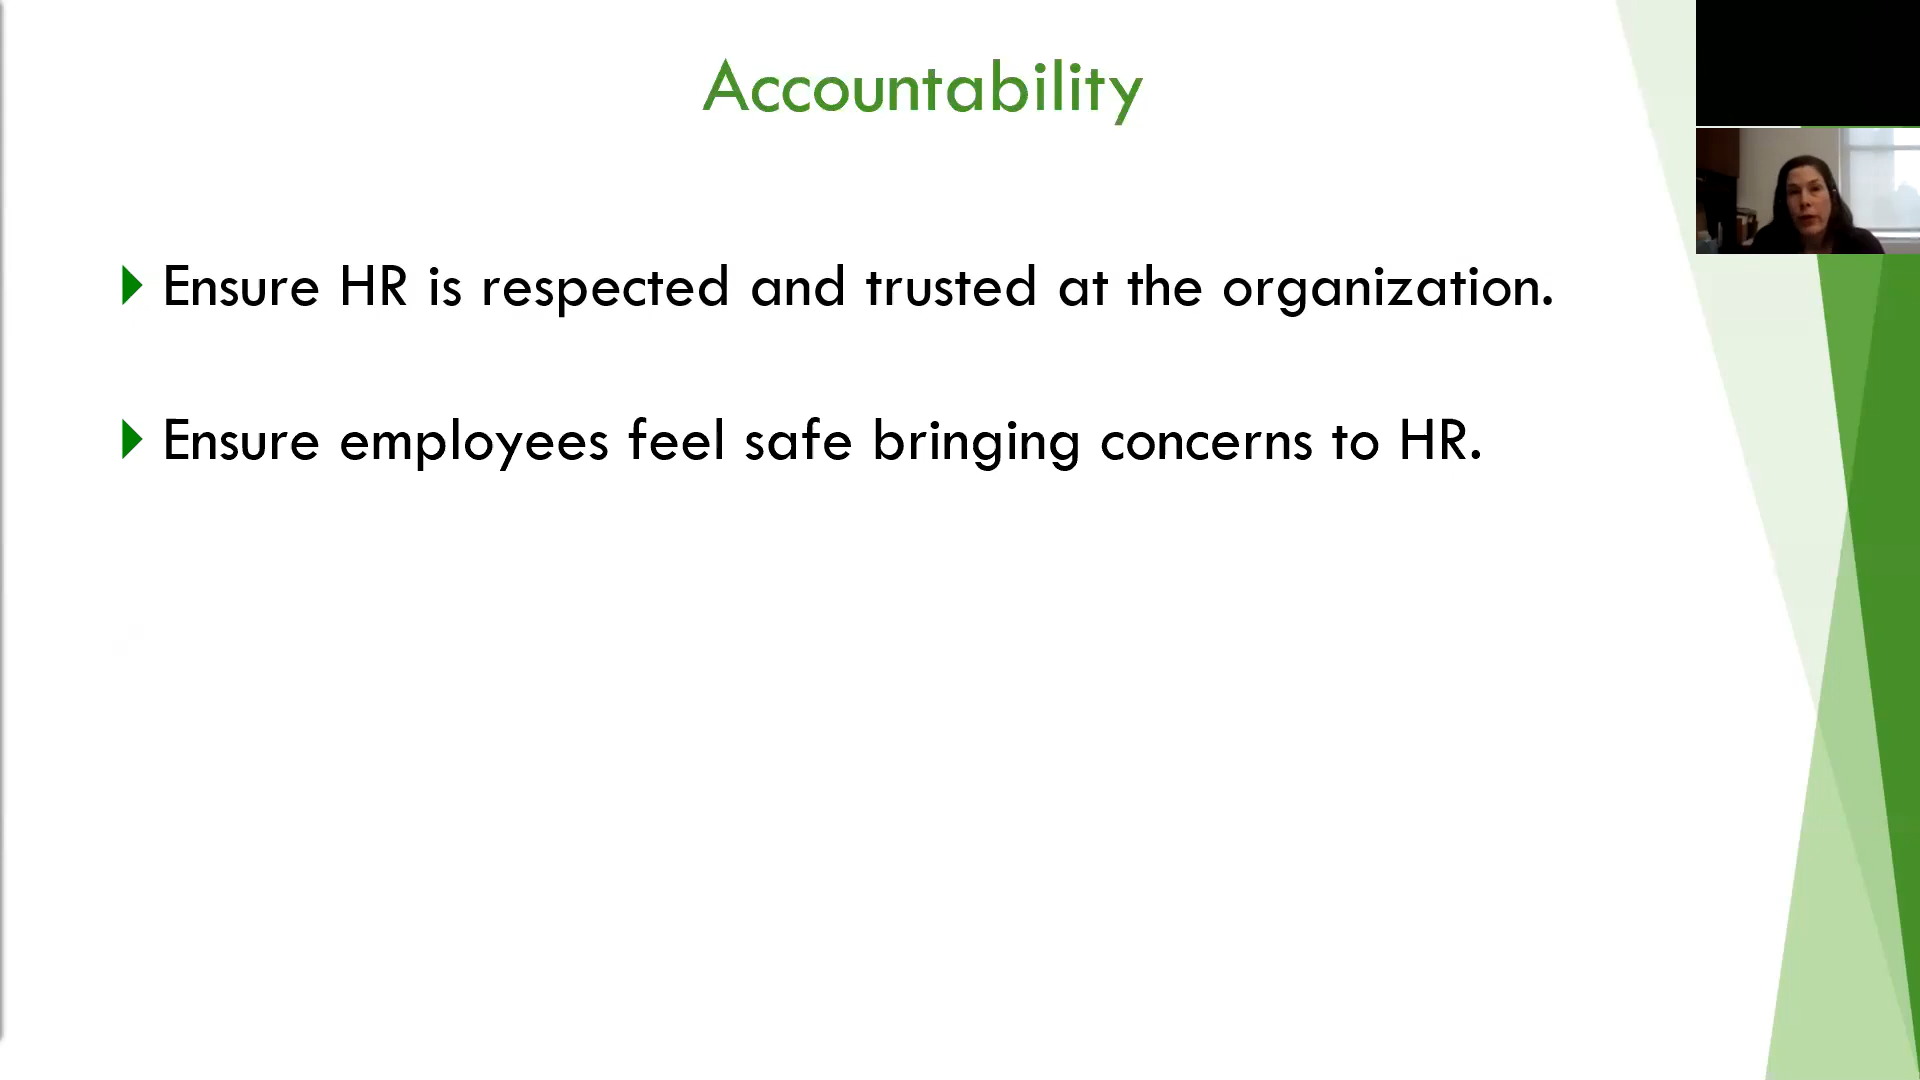 Accountability
Ensure HR is respected and trusted at the organization.
Ensure employees feel safe bringing concerns to HR.